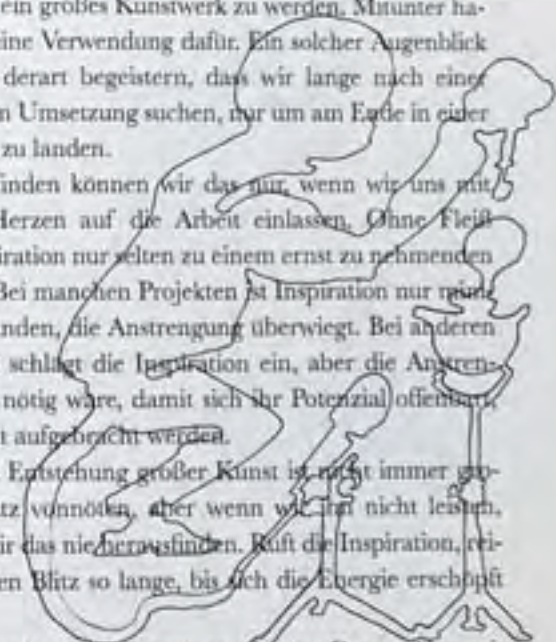 ein großes Kunstwerk zu werden. Mitunter ha-
eine Verwendung dafür. Ein solcher Augenblick
derart begeistern, dass wir lange nach einer
n Umsetzung suchen, nur um am Ende in einer
zu landen.
finden können wir das nur, wenn wir uns mit
Herzen auf die Arbeit einlassen. Ohne Fleiß
iration nur selten zu einem ernst zu nehmenden
Bei manchen Projekten ist Inspiration nur
anden, die Anstrengung überwiegt. Bei anderen
schlägt die Inspiration ein, aber die Anstren-
nötig wäre, damit sich ihr Potenzial offenbart,
t aufgebracht werden.
Entstehung großer Kunst ist nicht immer gro-
tz vonnöten, aber wenn wir ihn nicht leisten,
ir das nie herausfinden. Ruft die Inspiration, rei-
en Blitz so lange, bis sich die Energie erschöpft